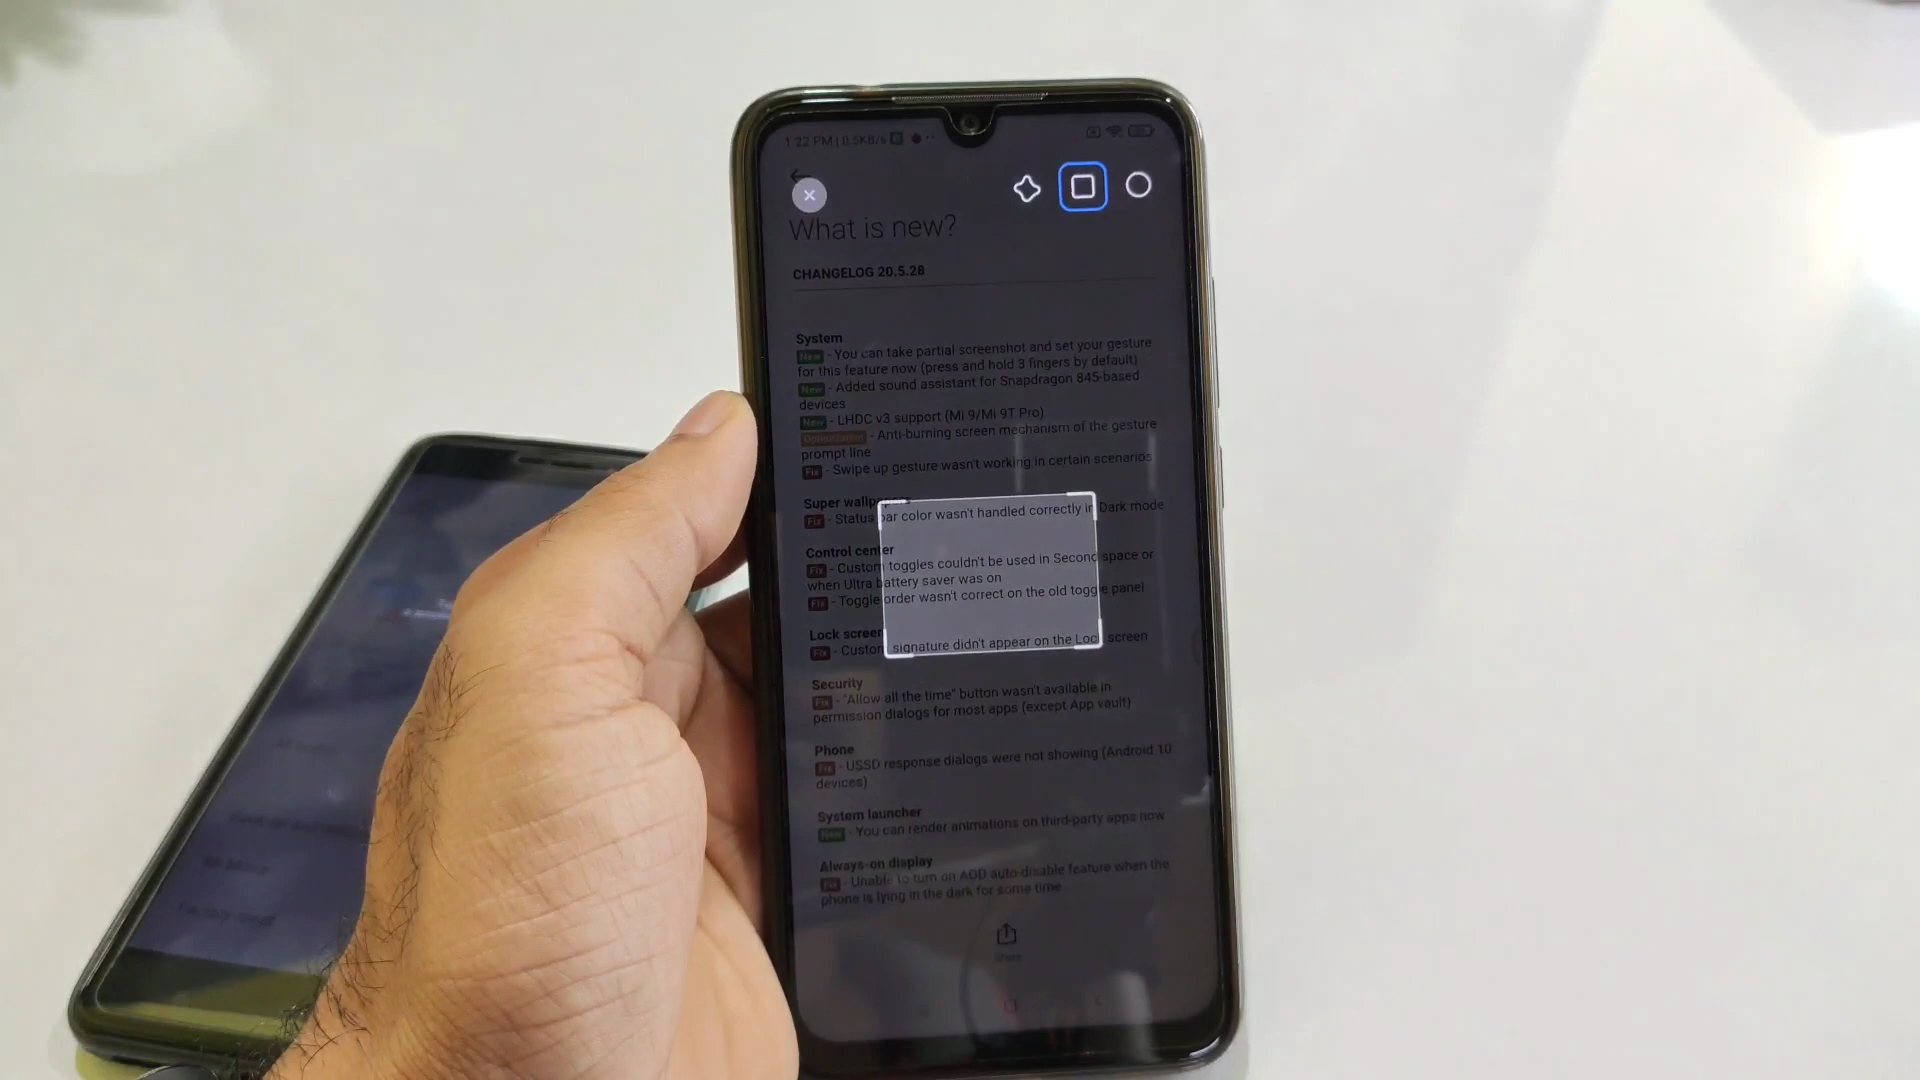 1:22 PM | 0.5KB/s
What is new?
CHANGELOG 20.5.28
System
New - You can take partial screenshot and set your gesture
for this feature now (press and hold 3 fingers by default)
New - Added sound assistant for Snapdragon 845-based
devices
New - LHDC v3 support (Mi 9/Mi 9T Pro)
Optimization - Anti-burning screen mechanism of the gesture
prompt line
Fix - Swipe up gesture wasn't working in certain scenarios
Super wallpapers
Fix - Status bar color wasn't handled correctly in Dark mode
Control center
Fix - Custom toggles couldn't be used in Second space or
when Ultra battery saver was on
Fix - Toggle order wasn't correct on the old toggle panel
Lock screen
Fix - Custom signature didn't appear on the Lock screen
Security
Fix - "Allow all the time" button wasn't available in
permission dialogs for most apps (except App vault)
Phone
Fix - USSD response dialogs were not showing (Android 10
devices)
System launcher
New - You can render animations on third-party apps now
Always-on display
Fix - Unable to turn on AOD auto-disable feature when the
phone is lying in the dark for some time
Share
Factory reset